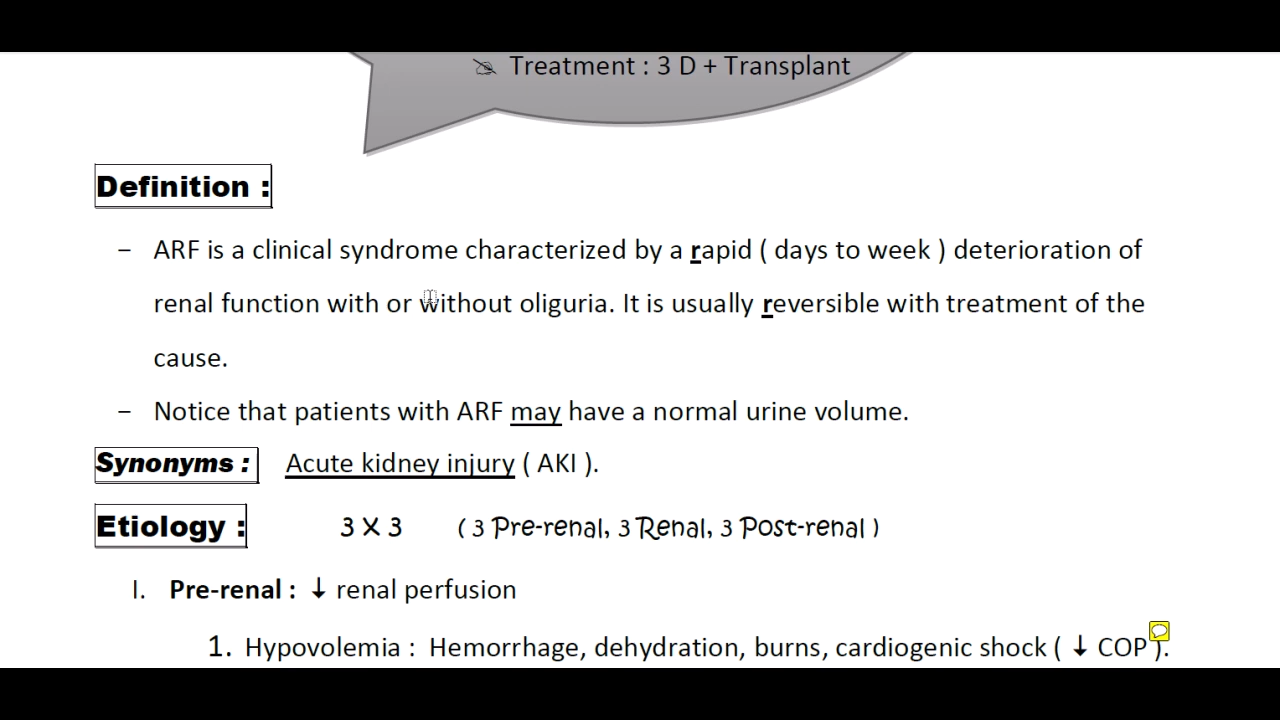 Treatment : 3 D + Transplant
Definition :
− ARF is a clinical syndrome characterized by a rapid ( days to week ) deterioration of
renal function with or without oliguria. It is usually reversible with treatment of the
cause.
− Notice that patients with ARF may have a normal urine volume.
Synonyms : Acute kidney injury ( AKI ).
Etiology : 3 X 3 ( 3 Pre-renal, 3 Renal, 3 Post-renal )
I. Pre-renal : ↓ renal perfusion
1. Hypovolemia : Hemorrhage, dehydration, burns, cardiogenic shock ( ↓ COP ).